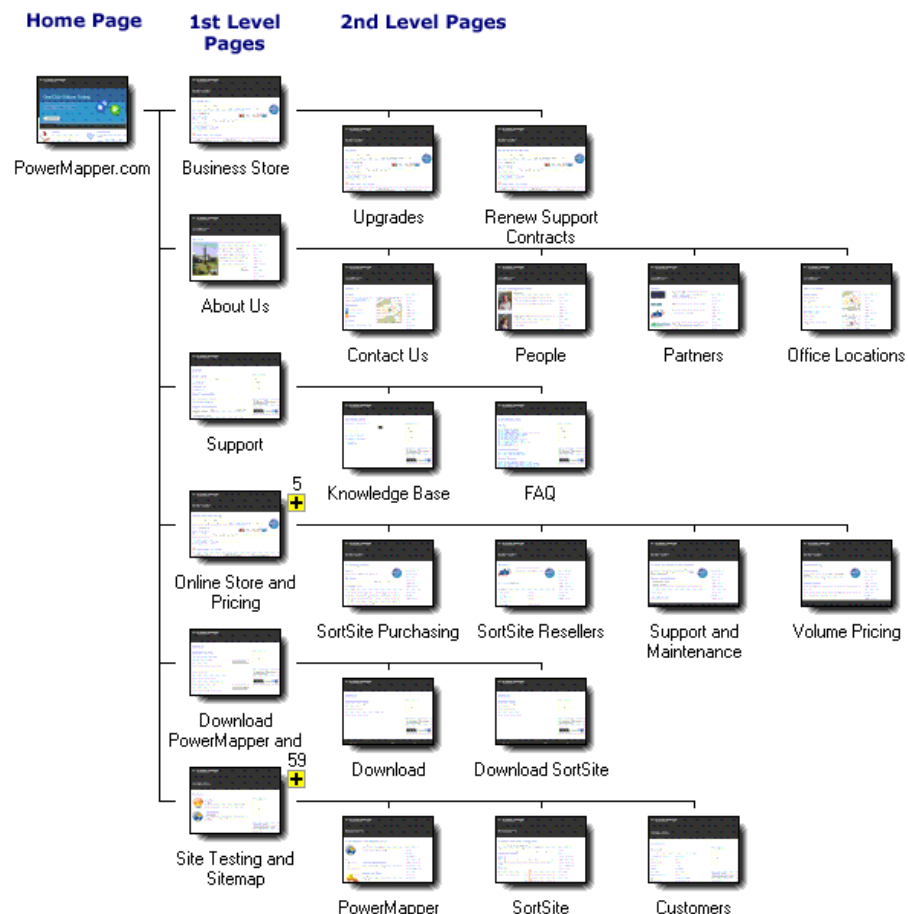 Home Page
1st Level
Pages
2nd Level Pages
PowerMapper.com
Business Store
Upgrades
Renew Support
Contracts
About Us
Contact Us
People
Partners
Office Locations
Support
Knowledge Base
FAQ
5
Online Store and
Pricing
SortSite Purchasing
SortSite Resellers
Support and
Maintenance
Volume Pricing
Download
PowerMapper and
Download
Download SortSite
59
Site Testing and
Sitemap
PowerMapper
SortSite
Customers